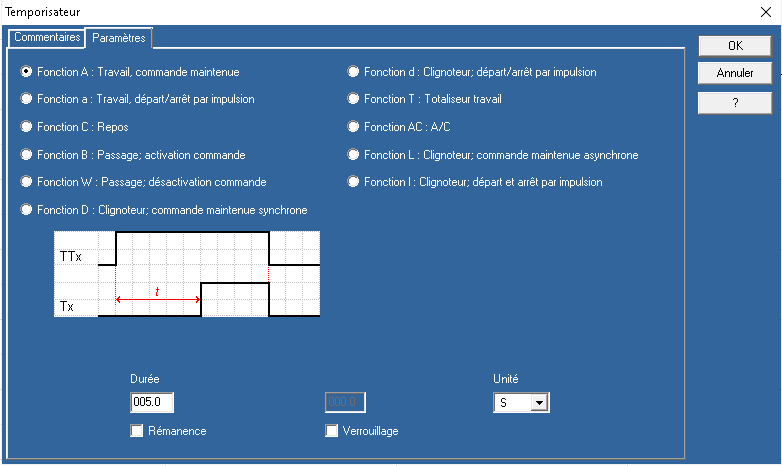 Temporisateur
Commentaires
Paramètres
OK
Annuler
?
Fonction A : Travail, commande maintenue
Fonction a : Travail, départ/arrêt par impulsion
Fonction C : Repos
Fonction B : Passage; activation commande
Fonction W : Passage; désactivation commande
Fonction D : Clignoteur; commande maintenue synchrone
Fonction d : Clignoteur; départ/arrêt par impulsion
Fonction T : Totaliseur travail
Fonction AC : A/C
Fonction L : Clignoteur; commande maintenue asynchrone
Fonction l : Clignoteur; départ et arrêt par impulsion
TTx
t
Tx
Durée
Unité
005.0
000.0
S
Rémanence
Verrouillage